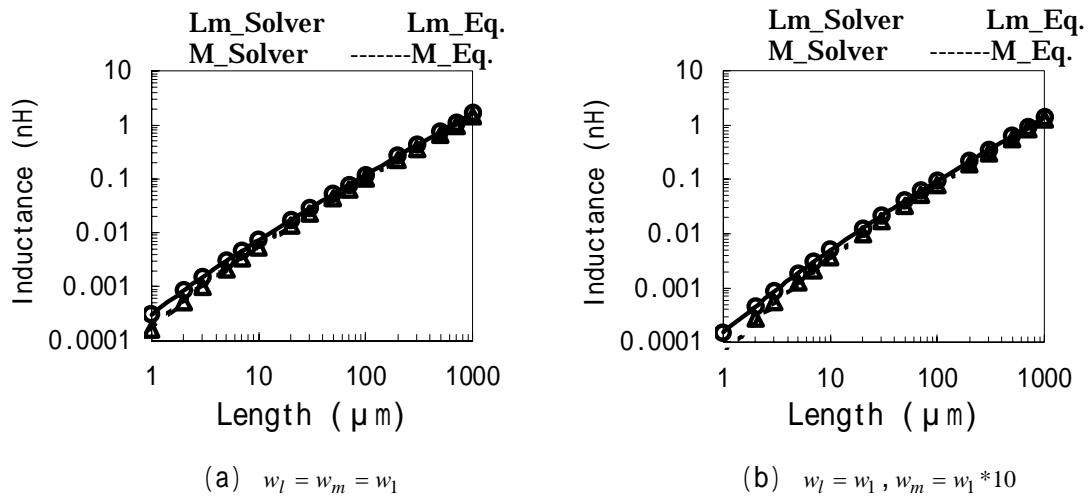 Lm_Solver Lm_Eq.
M_Solver -------M_Eq.
10
1
0.1
0.01
0.001
0.0001
Inductance (nH)
1 10 100 1000
Length (µm)
(a) w_l = w_m = w_1
Lm_Solver Lm_Eq.
M_Solver -------M_Eq.
10
1
0.1
0.01
0.001
0.0001
Inductance (nH)
1 10 100 1000
Length (µm)
(b) w_l = w_1 , w_m = w_1 *10